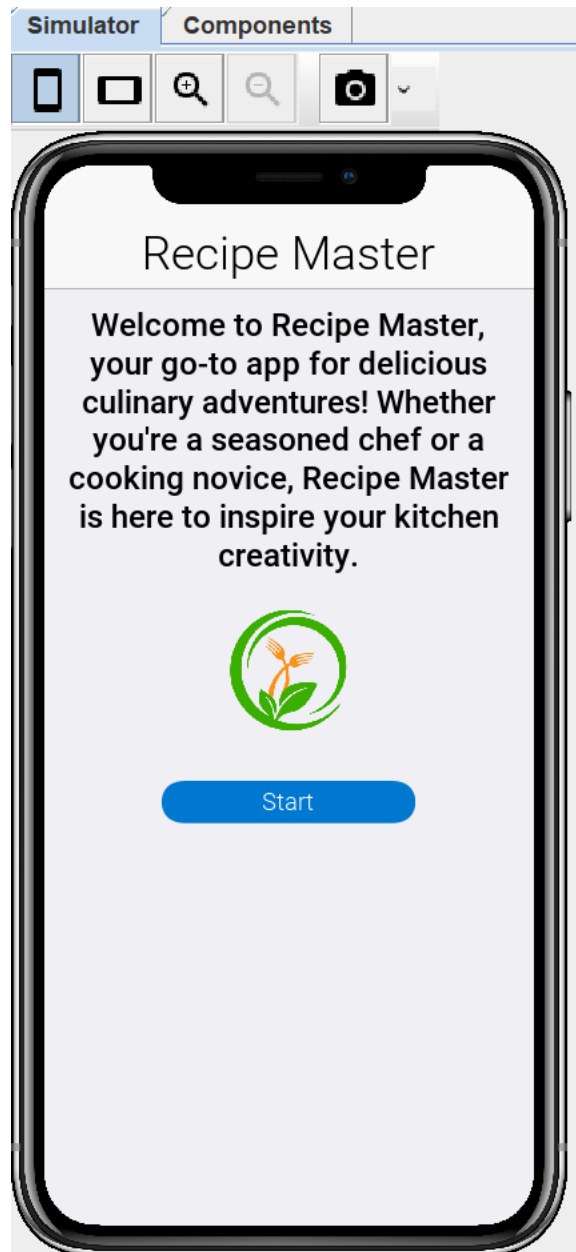 Simulator
Components
Recipe Master
Welcome to Recipe Master,
your go-to app for delicious
culinary adventures! Whether
you're a seasoned chef or a
cooking novice, Recipe Master
is here to inspire your kitchen
creativity.
Start